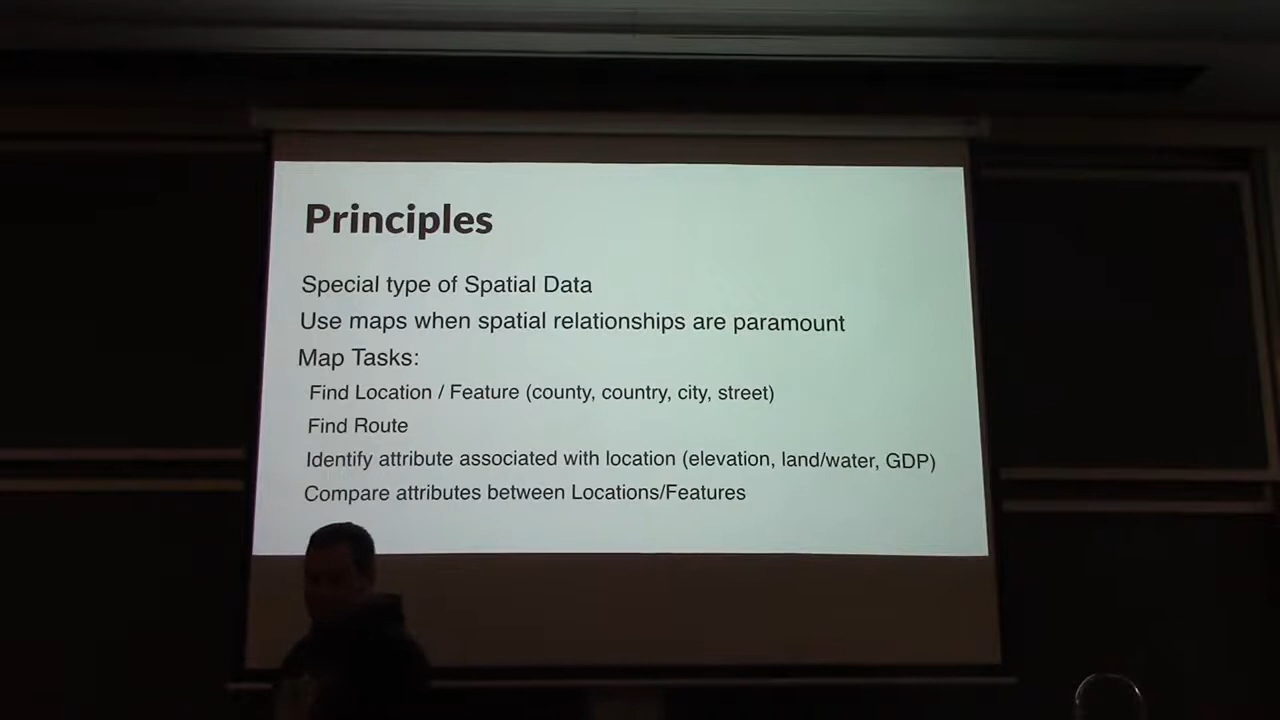 Principles
Special type of Spatial Data
Use maps when spatial relationships are paramount
Map Tasks:
Find Location / Feature (county, country, city, street)
Find Route
Identify attribute associated with location (elevation, land/water, GDP)
Compare attributes between Locations/Features